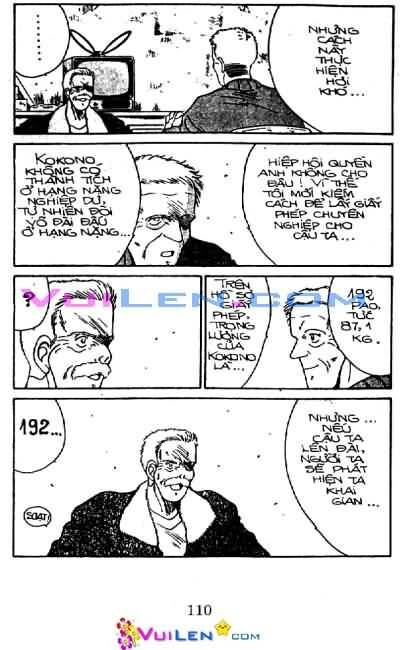 NHƯNG
CÁCH
NÀY
THỰC
HIỆN
HƠI
KHÓ...
HIỆP HỘI QUYỀN
ANH KHÔNG CHO
ĐÂU! VÌ THẾ
TÔI MỚI KIẾM
CÁCH ĐỂ LẤY GIẤY
PHÉP CHUYÊN
NGHIỆP CHO
CẬU TA...
KOKONO
KHÔNG CÓ
THÀNH TÍCH
Ở HẠNG NẶNG
NGHIỆP DƯ,
TỰ NHIÊN ĐÒI
VÔ ĐÁI ĐẤU
Ở HẠNG NẶNG...
192
PAO,
TỨC
87,1
KG.
TRÊN
HỒ SƠ
GIẤY
PHÉP,
TRỌNG
LƯỢNG
CỦA
KOKONO
LÀ...
?
VUILEN.COM
NHƯNG...
NẾU
CẬU TA
LÊN ĐÀI,
NGƯỜI TA
SẼ PHÁT
HIỆN TA
KHAI
GIAN...
192...
SOẠT!
110
VUILEN.COM